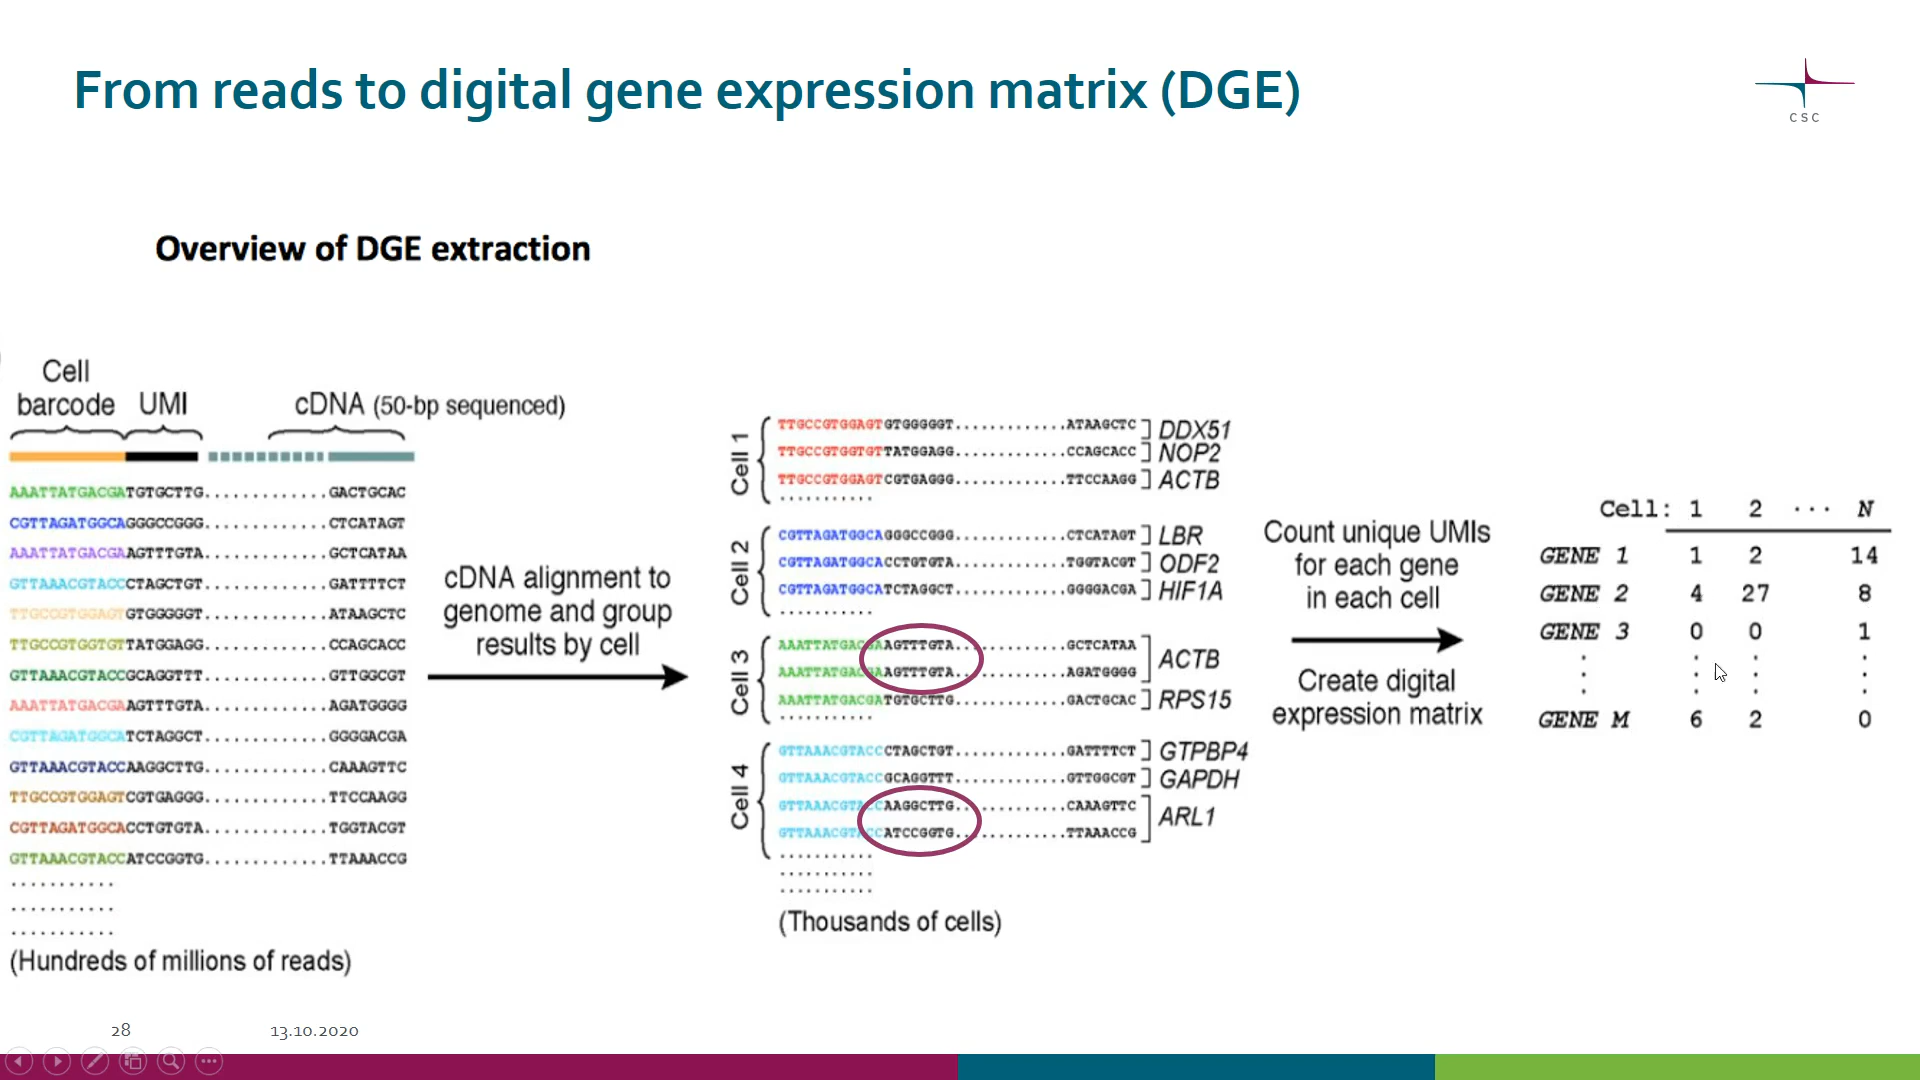 From reads to digital gene expression matrix (DGE)
CSC
Overview of DGE extraction
Cell
barcode UMI cDNA (50-bp sequenced)
AAATTATGACGATGTGCTTG............GACTGCAC
CGTTAGATGGCAGGGCCGGG............CTCATAGT
AAATTATGACGAAGTTTGTA............GCTCATAA
GTTAAACGTACCCTAGCTGT............GATTTTCT
TTGCCGTGGAGTGTGGGGGT............ATAAGCTC
TTGCCGTGGTGTTATGGAGG............CCAGCACC
GTTAAACGTACCGCAGGTTT............GTTGGCGT
AAATTATGACGAAGTTTGTA............AGATGGGG
CGTTAGATGGCATCTAGGCT............GGGGACGA
GTTAAACGTACCAAGGCTTG............CAAAGTTC
TTGCCGTGGAGTCGTGAGGG............TTCCAAGG
CGTTAGATGGCACCTGTGTA............TGGTACGT
GTTAAACGTACCATCCGGTG............TTAAACCG
...........
...........
...........
(Hundreds of millions of reads)
cDNA alignment to
genome and group
results by cell
Cell 1
TTGCCGTGGAGTGTGGGGGT.............ATAAGCTC DDX51
TTGCCGTGGTGTTATGGAGG.............CCAGCACC NOP2
TTGCCGTGGAGTCGTGAGGG.............TTCCAAGG ACTB
...........
Cell 2
CGTTAGATGGCAGGGCCGGG.............CTCATAGT LBR
CGTTAGATGGCACCTGTGTA.............TGGTACGT ODF2
CGTTAGATGGCATCTAGGCT.............GGGGACGA HIF1A
...........
Cell 3
AAATTATGACGAAGTTTGTA.............GCTCATAA
ACTB
AAATTATGACGAAGTTTGTA.............AGATGGGG
AAATTATGACGATGTGCTTG.............GACTGCAC RPS15
...........
Cell 4
GTTAAACGTACCCTAGCTGT.............GATTTTCT GTPBP4
GTTAAACGTACCGCAGGTTT.............GTTGGCGT GAPDH
GTTAAACGTACCAAGGCTTG.............CAAAGTTC
ARL1
GTTAAACGTACCATCCGGTG.............TTAAACCG
...........
...........
...........
(Thousands of cells)
Count unique UMIs
for each gene
in each cell
Create digital
expression matrix
Cell: 1 2 ... N
GENE 1 1 2 14
GENE 2 4 27 8
GENE 3 0 0 1
GENE M 6 2 0
28 13.10.2020